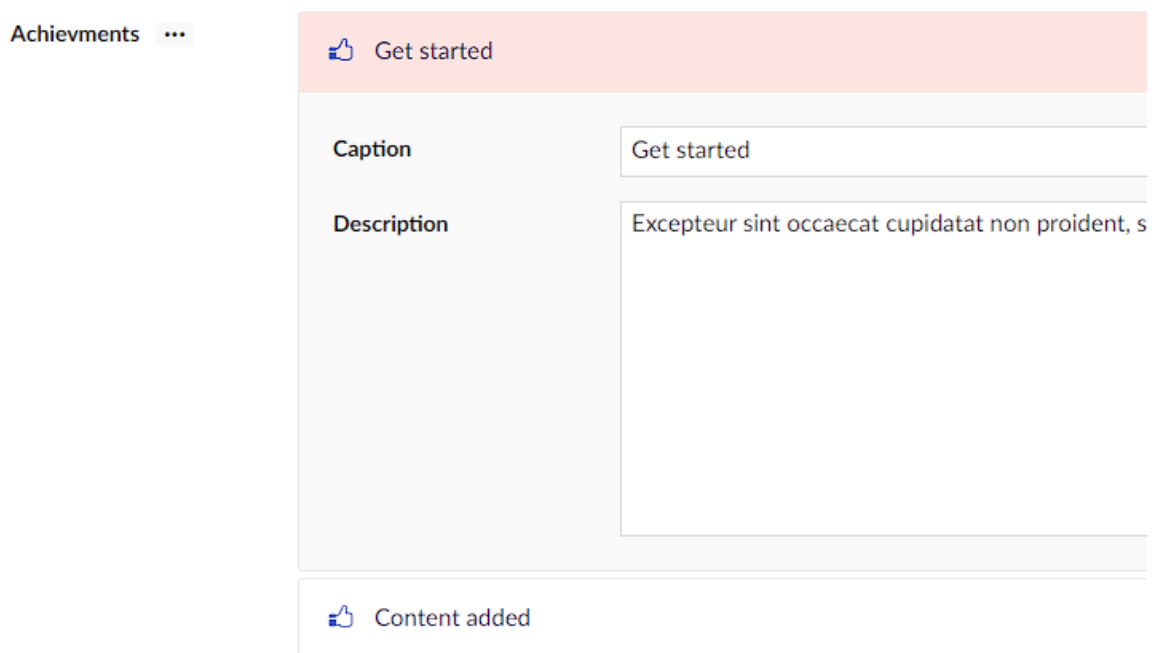 Achievments
Get started
Caption
Get started
Description
Excepteur sint occaecat cupidatat non proident,
Content added